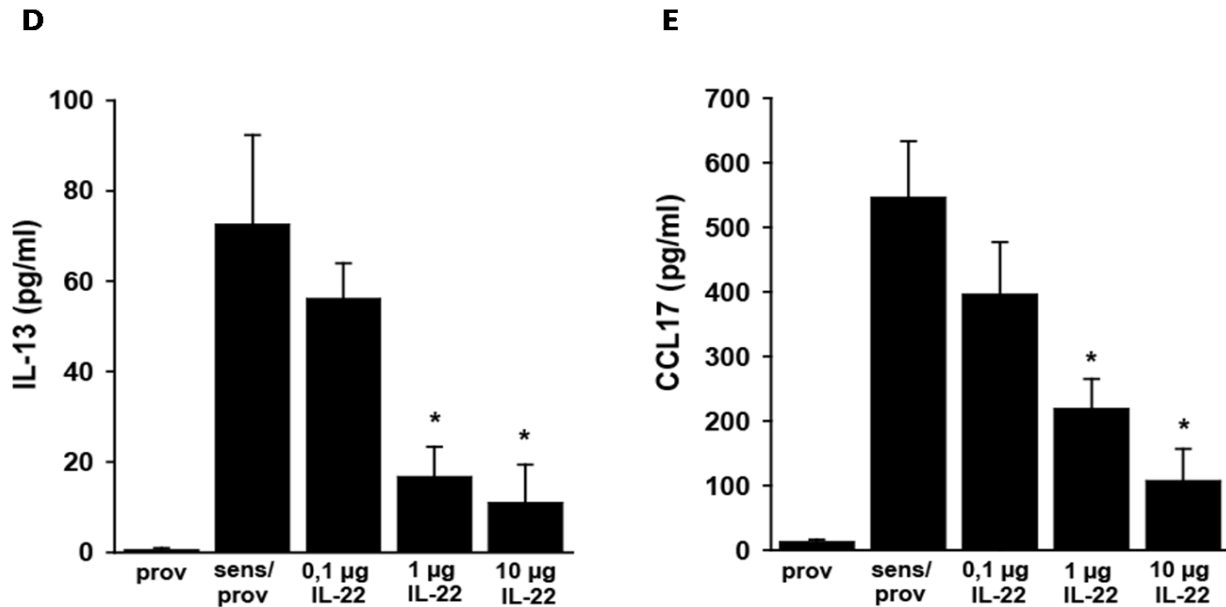 D
100
80
60
40
20
0
IL-13 (pg/ml)
*
*
prov
sens/
prov
0,1 µg
IL-22
1 µg
IL-22
10 µg
IL-22
E
700
600
500
400
300
200
100
0
CCL17 (pg/ml)
*
*
prov
sens/
prov
0,1 µg
IL-22
1 µg
IL-22
10 µg
IL-22